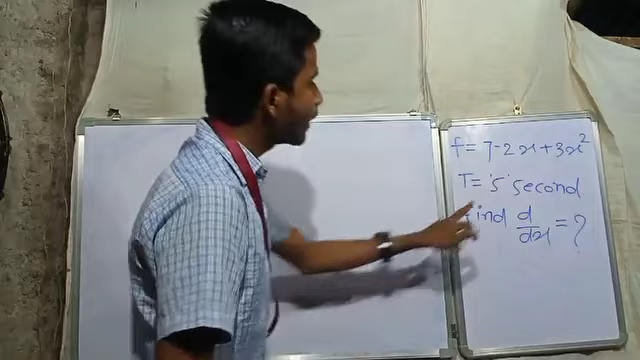 f = 7-2x+3x²
T = '5' second
Find d/dx = ?